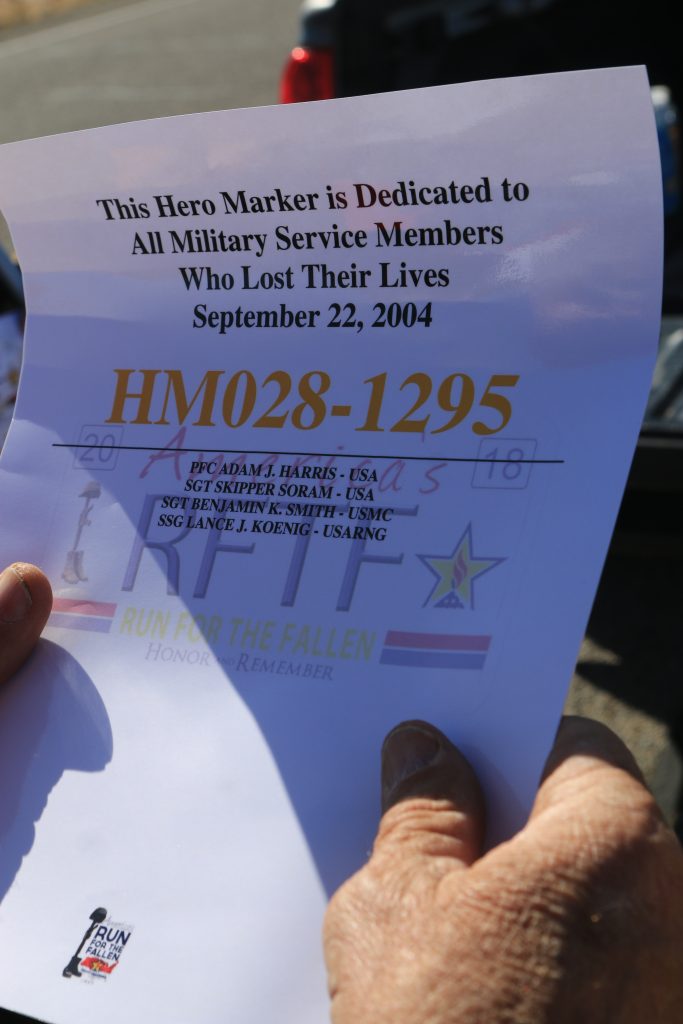 This Hero Marker is Dedicated to
All Military Service Members
Who Lost Their Lives
September 22, 2004
HM028-1295
20 America's 18
PFC ADAM J. HARRIS - USA
SGT SKIPPER SORAM - USA
SGT BENJAMIN K. SMITH - USMC
SSG LANCE J. KOENIG - USARNG
RFTF
RUN FOR THE FALLEN
HONOR AND REMEMBER
America's
RUN
FOR THE
FALLEN